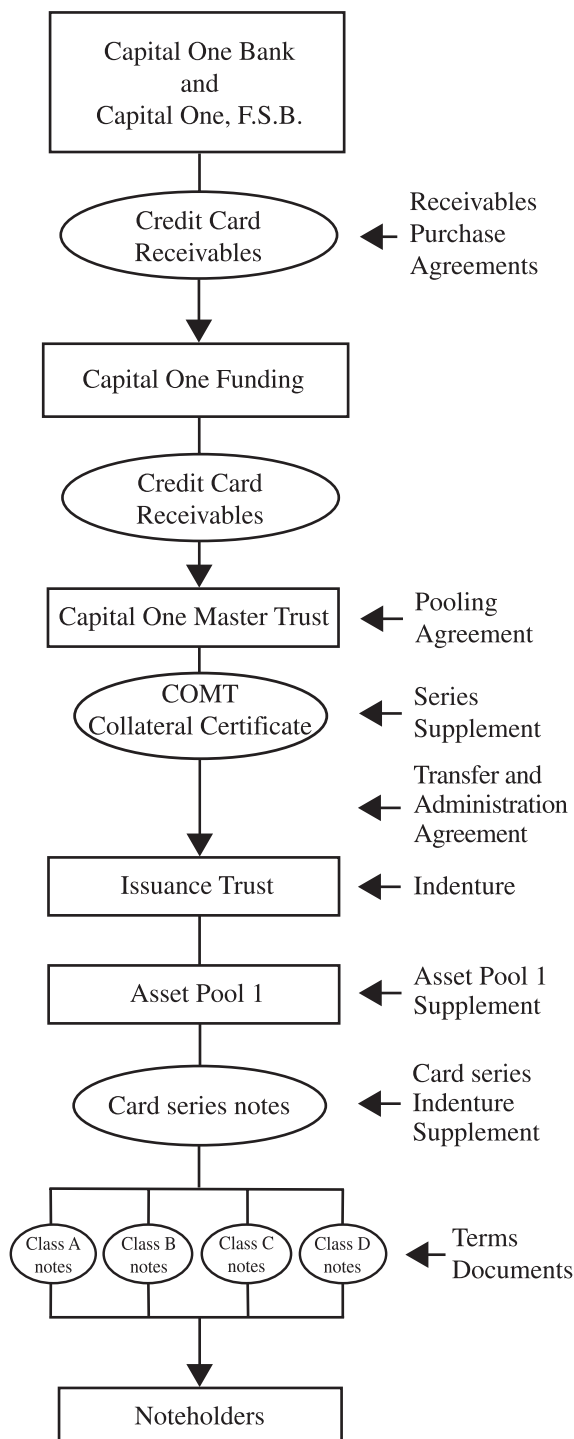 Capital One Bank
and
Capital One, F.S.B.
Credit Card
Receivables
Receivables
Purchase
Agreements
Capital One Funding
Credit Card
Receivables
Capital One Master Trust
Pooling
Agreement
COMT
Collateral Certificate
Series
Supplement
Transfer and
Administration
Agreement
Issuance Trust
Indenture
Asset Pool 1
Asset Pool 1
Supplement
Card series notes
Card series
Indenture
Supplement
Class A
notes
Class B
notes
Class C
notes
Class D
notes
Terms
Documents
Noteholders